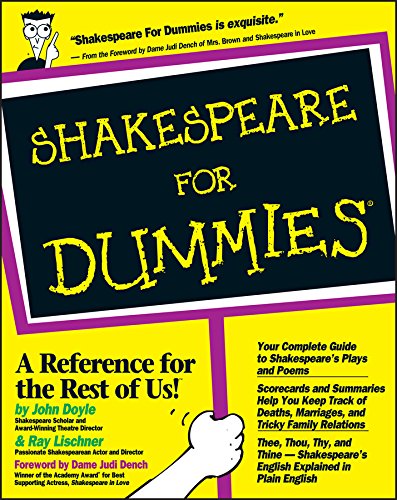 "Shakespeare For Dummies is exquisite."
— From the Foreword by Dame Judi Dench of Mrs. Brown and Shakespeare in Love
SHAKESPEARE
FOR
DUMMIES®
A Reference for
the Rest of Us!™
by John Doyle
Shakespeare Scholar and
Award-Winning Theatre Director
& Ray Lischner
Passionate Shakespearean Actor and Director
Foreword by Dame Judi Dench
Winner of the Academy Award® for Best
Supporting Actress, Shakespeare in Love
Your Complete Guide
to Shakespeare's Plays
and Poems
Scorecards and Summaries
Help You Keep Track of
Deaths, Marriages, and
Tricky Family Relations
Thee, Thou, Thy, and
Thine — Shakespeare's
English Explained in
Plain English